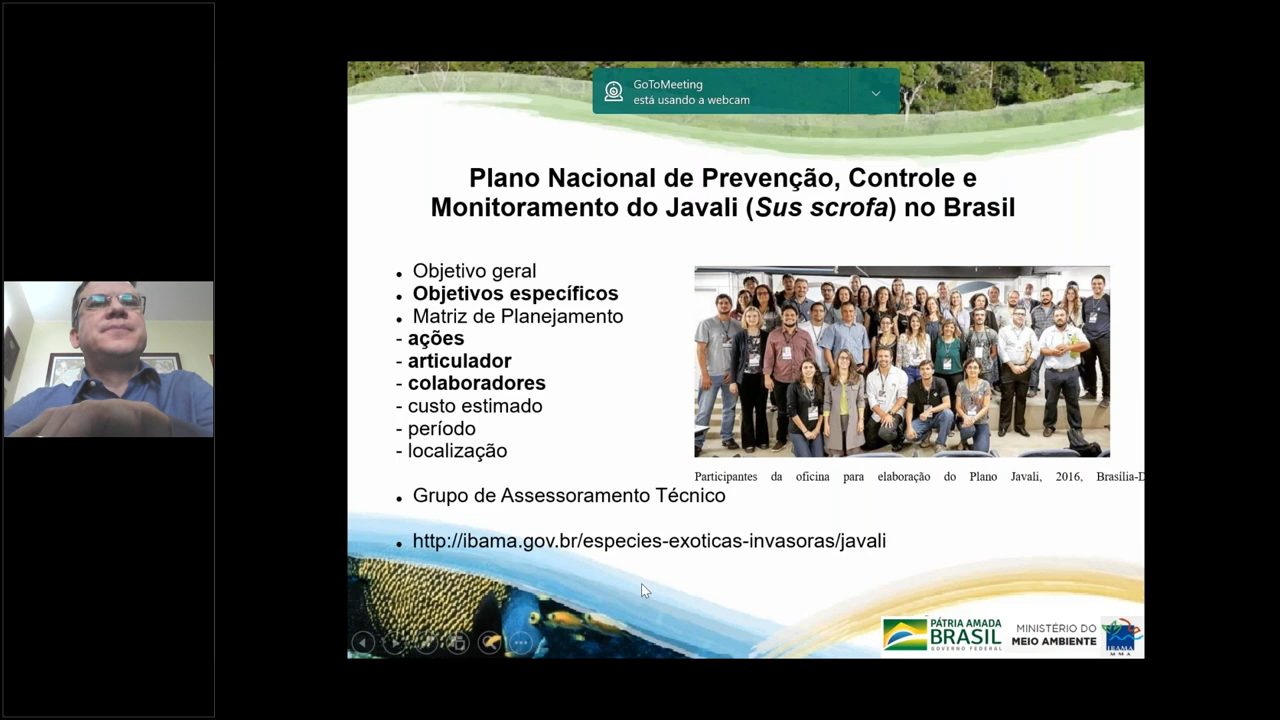 GoToMeeting
está usando a webcam
Plano Nacional de Prevenção, Controle e
Monitoramento do Javali (Sus scrofa) no Brasil
• Objetivo geral
• Objetivos específicos
• Matriz de Planejamento
- ações
- articulador
- colaboradores
- custo estimado
- período
- localização
Participantes da oficina para elaboração do Plano Javali, 2016, Brasília-D
• Grupo de Assessoramento Técnico
• http://ibama.gov.br/especies-exoticas-invasoras/javali
PÁTRIA AMADA
BRASIL
GOVERNO FEDERAL
MINISTÉRIO DO
MEIO AMBIENTE
IBAMA
MMA